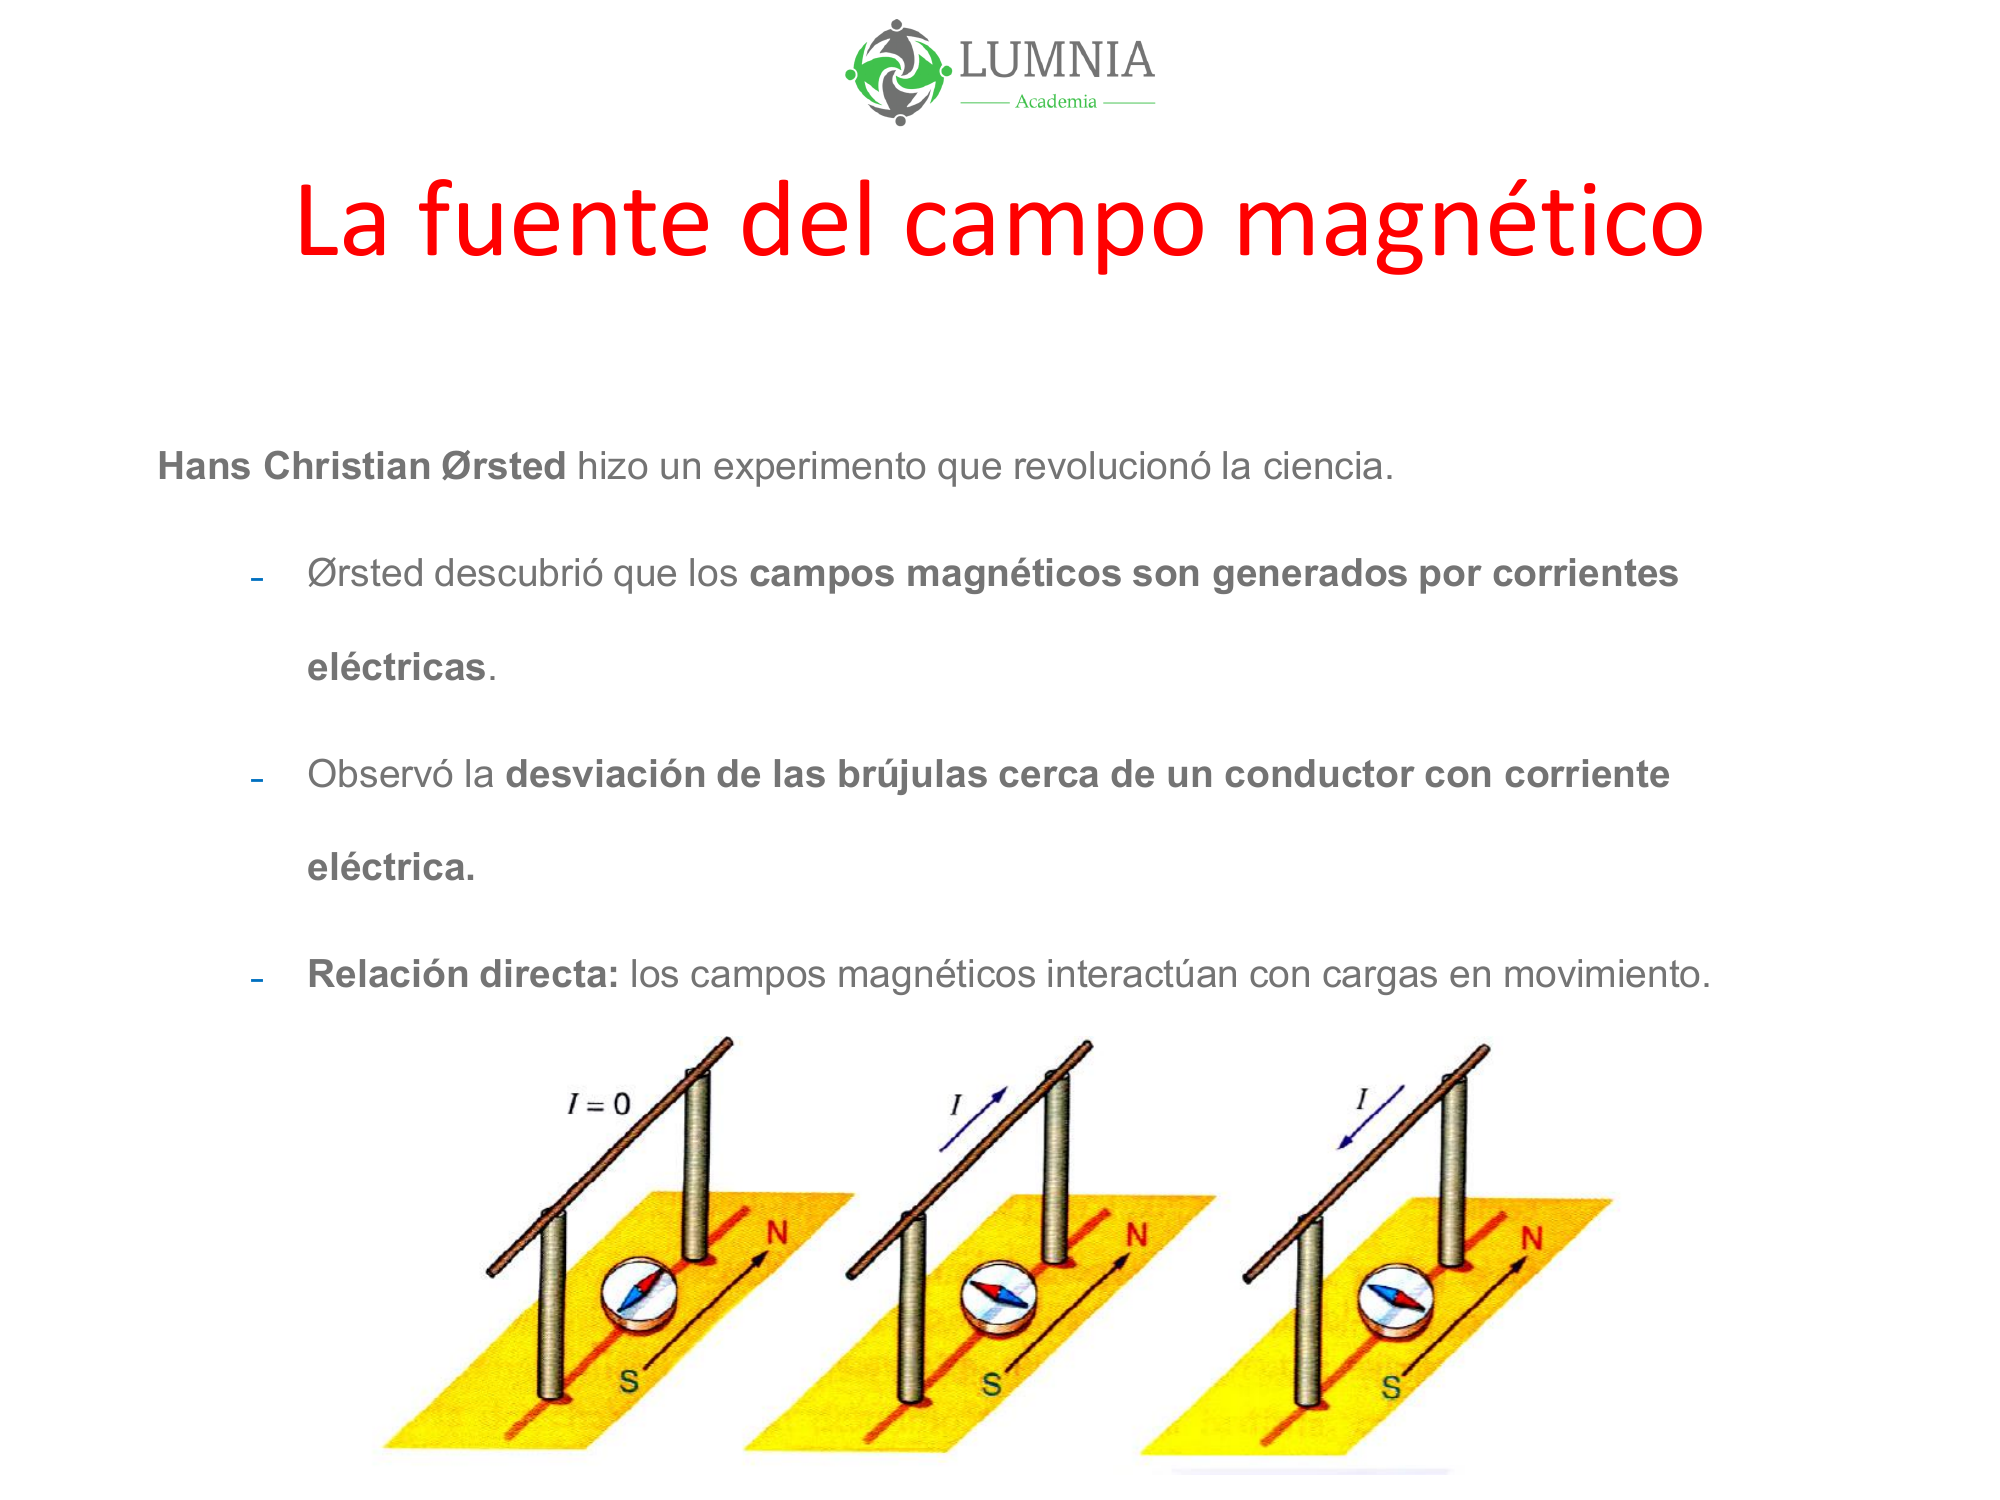 LUMNIA
Academia
La fuente del campo magnético
Hans Christian Ørsted hizo un experimento que revolucionó la ciencia.
- Ørsted descubrió que los campos magnéticos son generados por corrientes
eléctricas.
- Observó la desviación de las brújulas cerca de un conductor con corriente
eléctrica.
- Relación directa: los campos magnéticos interactúan con cargas en movimiento.
I = 0
N
S
I
N
S
I
N
S